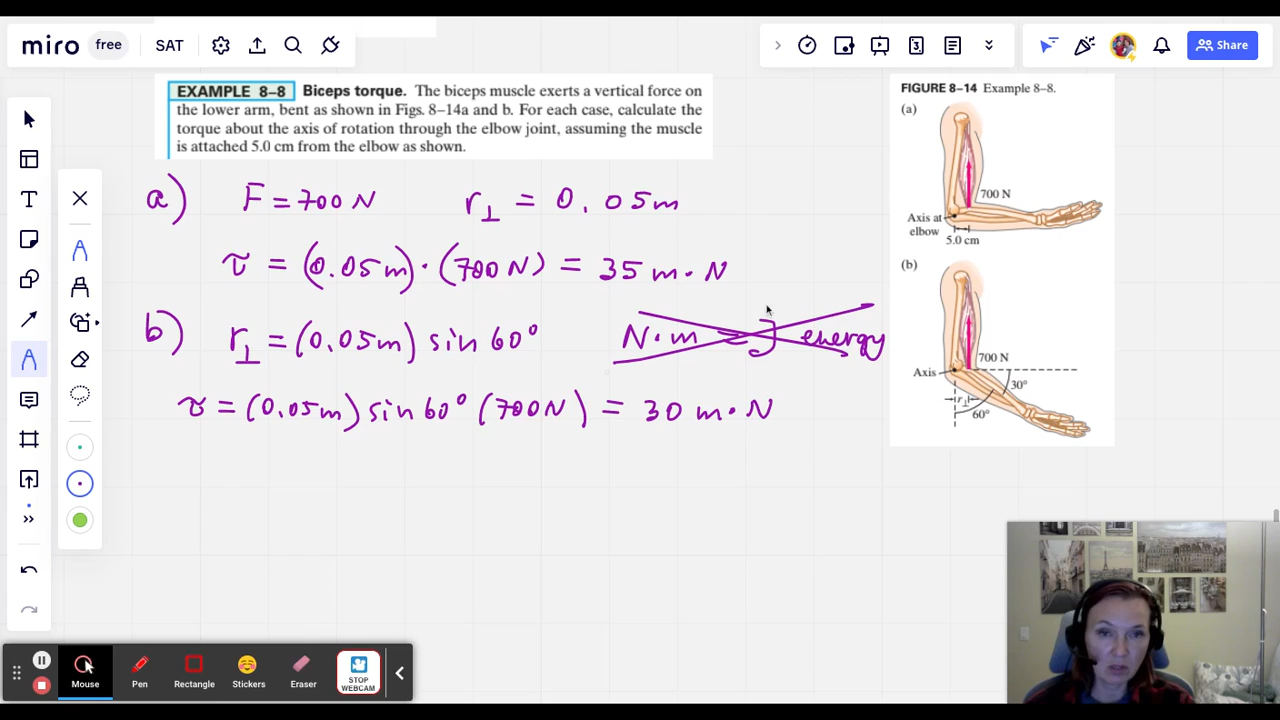 miro free SAT
3
Share
EXAMPLE 8–8 Biceps torque. The biceps muscle exerts a vertical force on
the lower arm, bent as shown in Figs. 8–14a and b. For each case, calculate the
torque about the axis of rotation through the elbow joint, assuming the muscle
is attached 5.0 cm from the elbow as shown.
FIGURE 8–14 Example 8–8.
(a)
700 N
Axis at
elbow
5.0 cm
(b)
700 N
Axis
30°
r⊥
60°
a) F = 700 N r⊥ = 0.05m
τ = (0.05m) · (700N) = 35 m·N
b) r⊥ = (0.05m) sin 60° N·m = J energy
τ = (0.05m) sin 60° (700N) = 30 m·N
Mouse Pen Rectangle Stickers Eraser STOP
WEBCAM